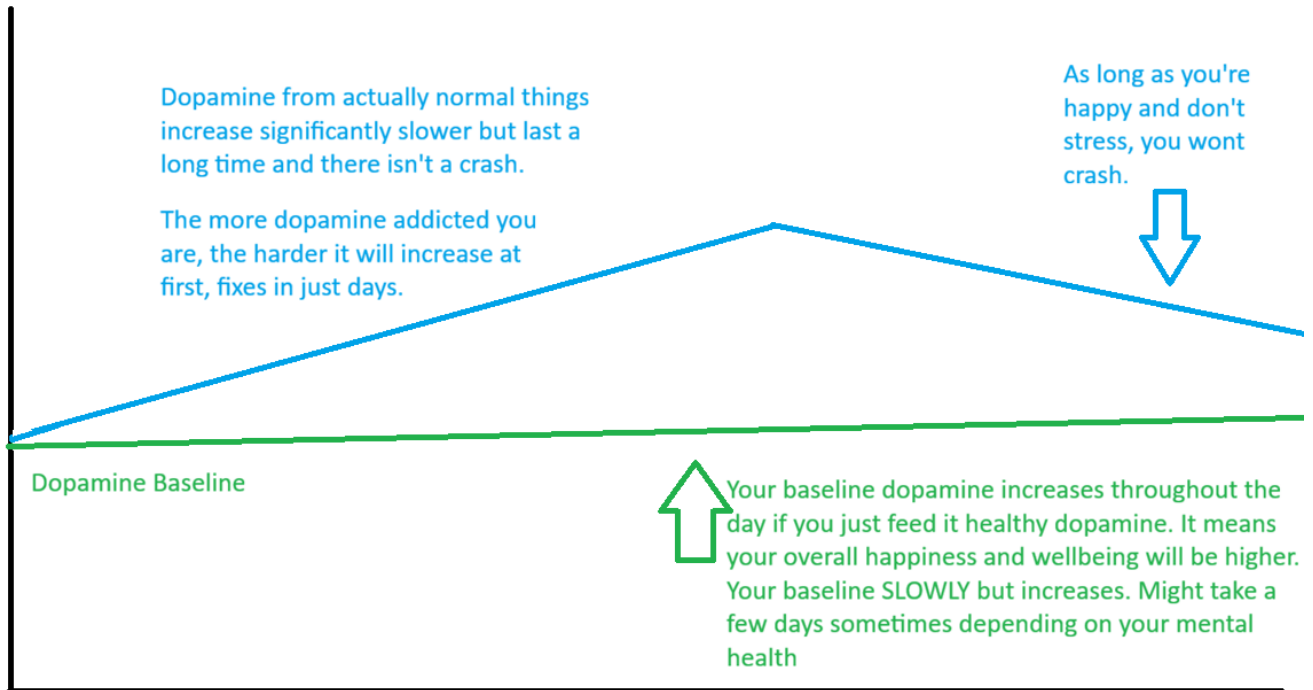 Dopamine from actually normal things
increase significantly slower but last a
long time and there isn't a crash.
The more dopamine addicted you
are, the harder it will increase at
first, fixes in just days.
As long as you're
happy and don't
stress, you wont
crash.
Dopamine Baseline
Your baseline dopamine increases throughout the
day if you just feed it healthy dopamine. It means
your overall happiness and wellbeing will be higher.
Your baseline SLOWLY but increases. Might take a
few days sometimes depending on your mental
health